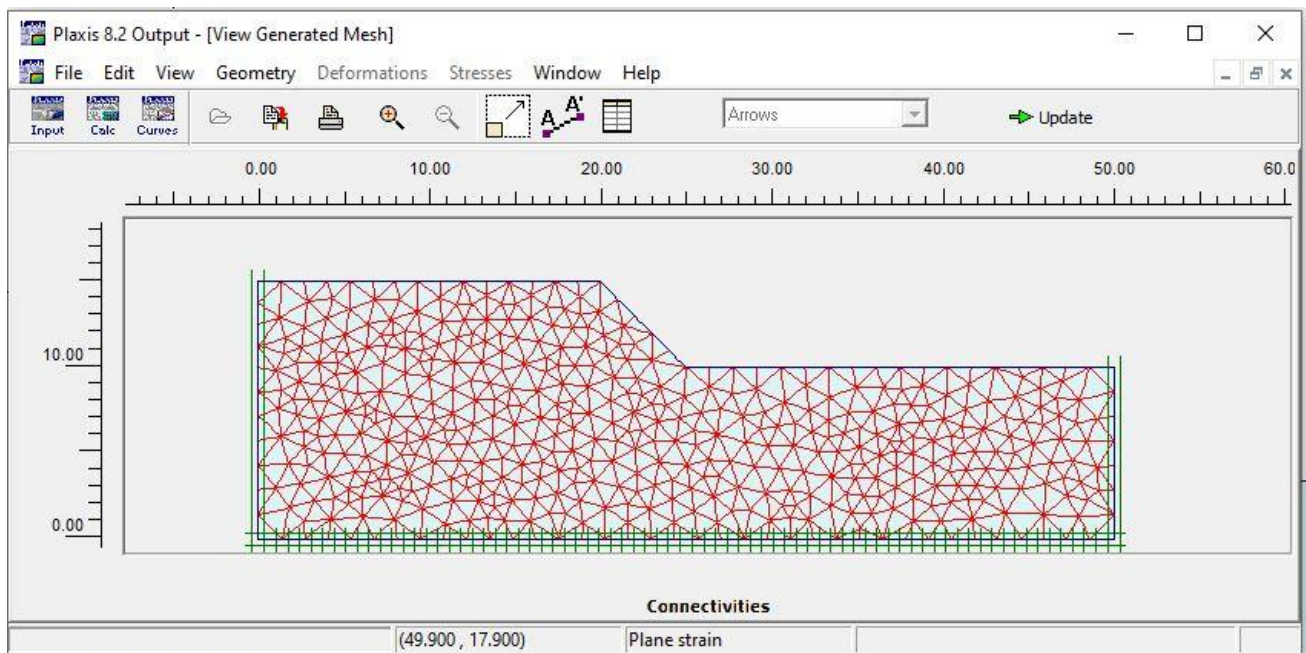 Plaxis 8.2 Output - [View Generated Mesh]
File Edit View Geometry Deformations Stresses Window Help
Input Calc Curves A A' Arrows Update
0.00 10.00 20.00 30.00 40.00 50.00 60.0
10.00
0.00
Connectivities
(49.900 , 17.900) Plane strain